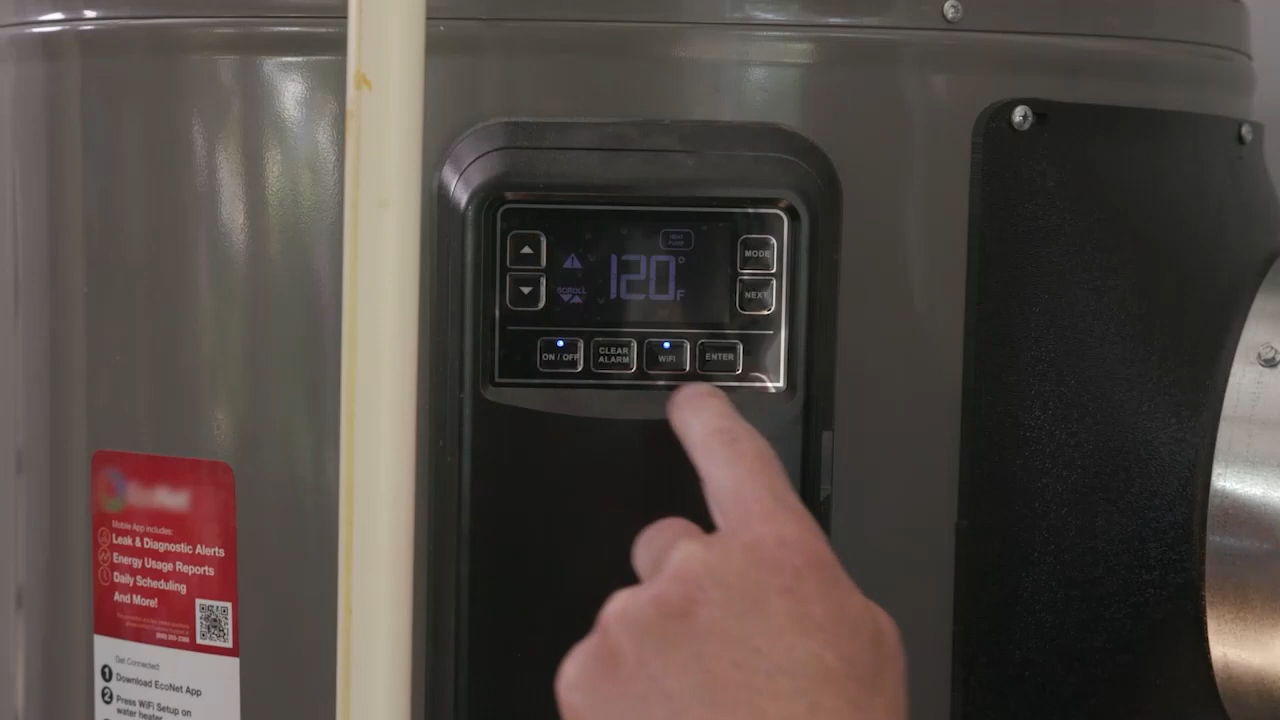 HEAT
PUMP
MODE
120°F
SCROLL
NEXT
ON / OFF
CLEAR
ALARM
WiFi
ENTER
Mobile App includes:
Leak & Diagnostic Alerts
Energy Usage Reports
Daily Scheduling
And More!
Get Connected:
1 Download EcoNet App
2 Press WiFi Setup on
water heater